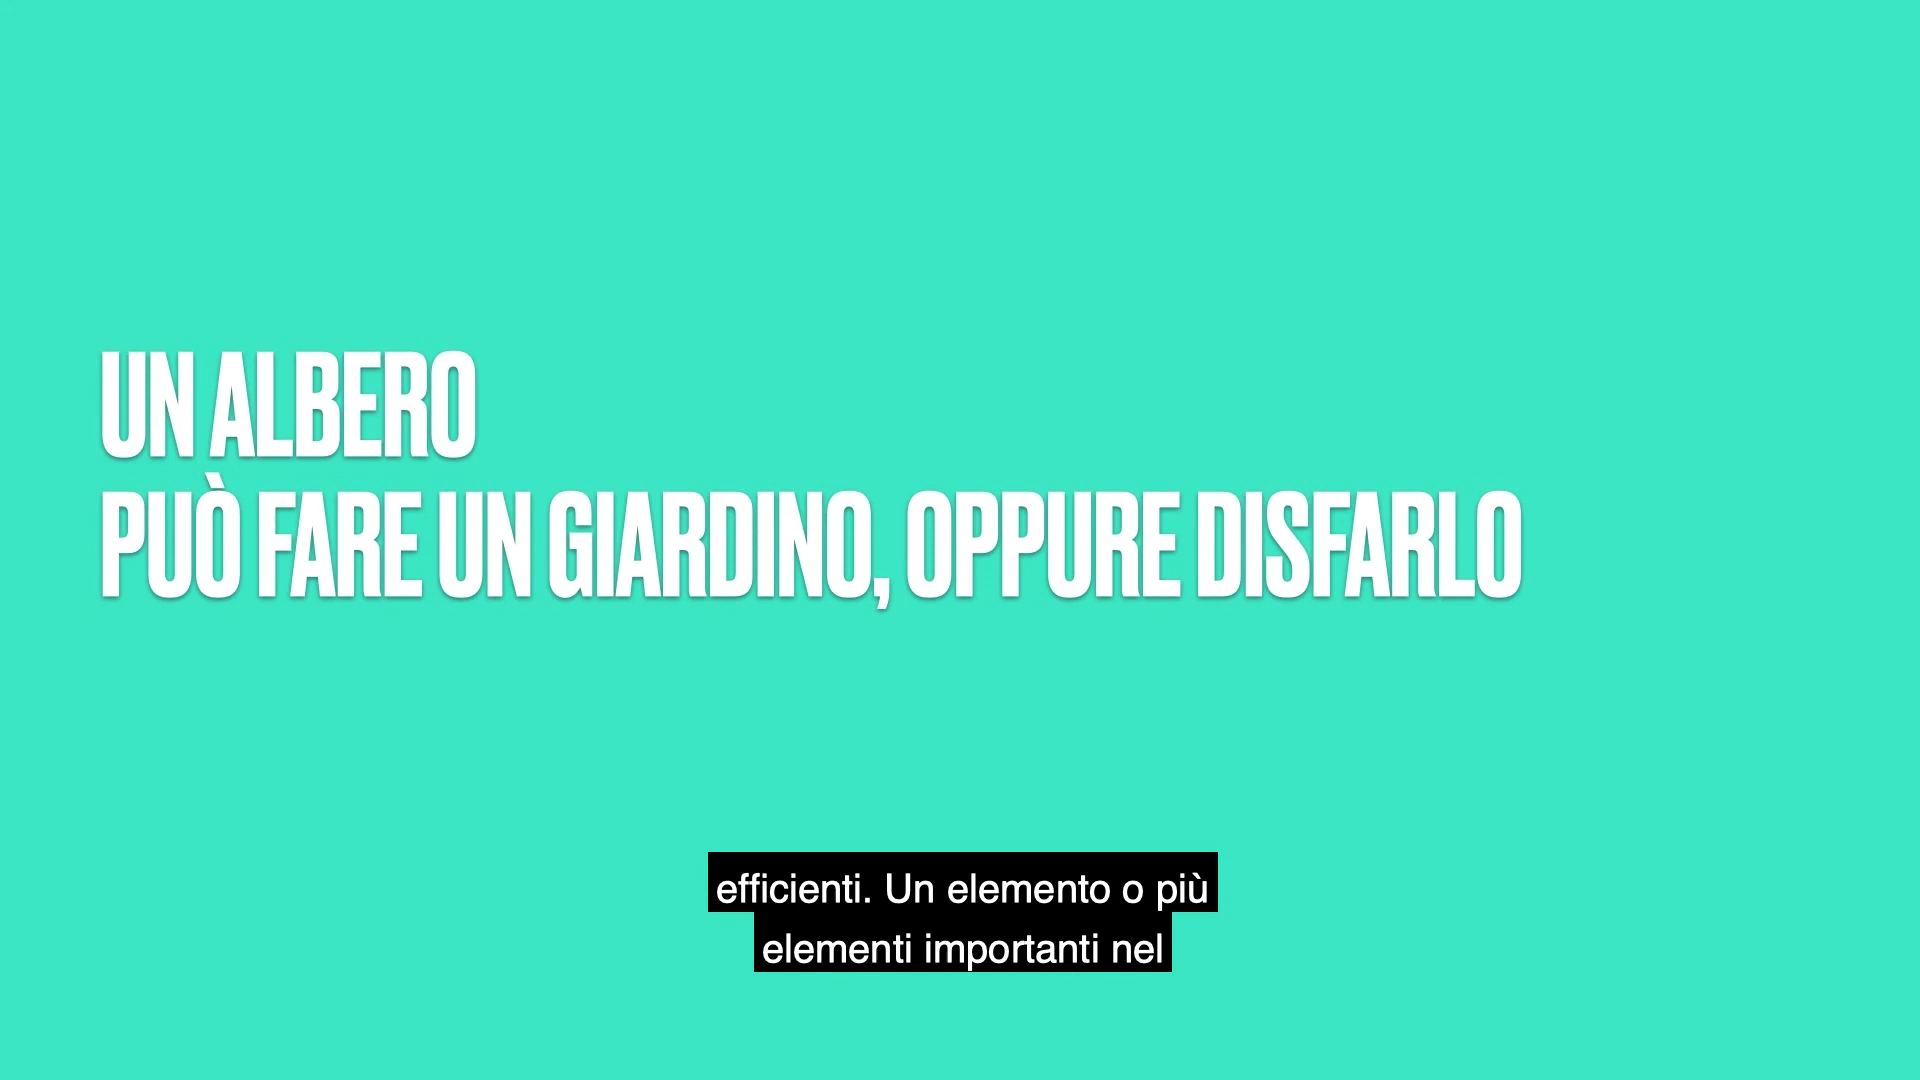 UN ALBERO
PUÒ FARE UN GIARDINO, OPPURE DISFARLO
efficienti. Un elemento o più
elementi importanti nel